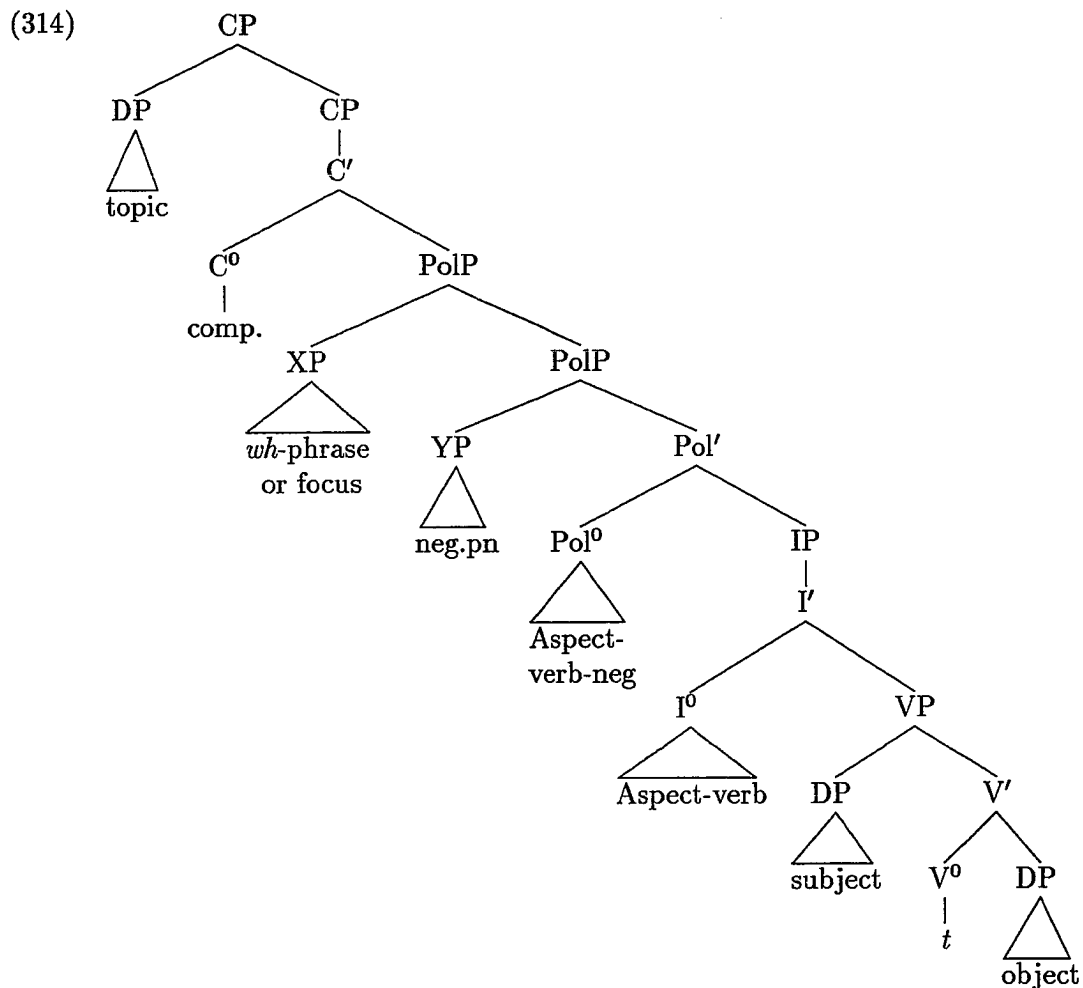 (314)
CP
DP CP
topic
C′
C⁰ PolP
comp.
XP PolP
wh-phrase
or focus
YP Pol′
neg.pn
Pol⁰ IP
Aspect-
verb-neg
I′
I⁰ VP
Aspect-verb
DP V′
subject
V⁰ DP
t
object